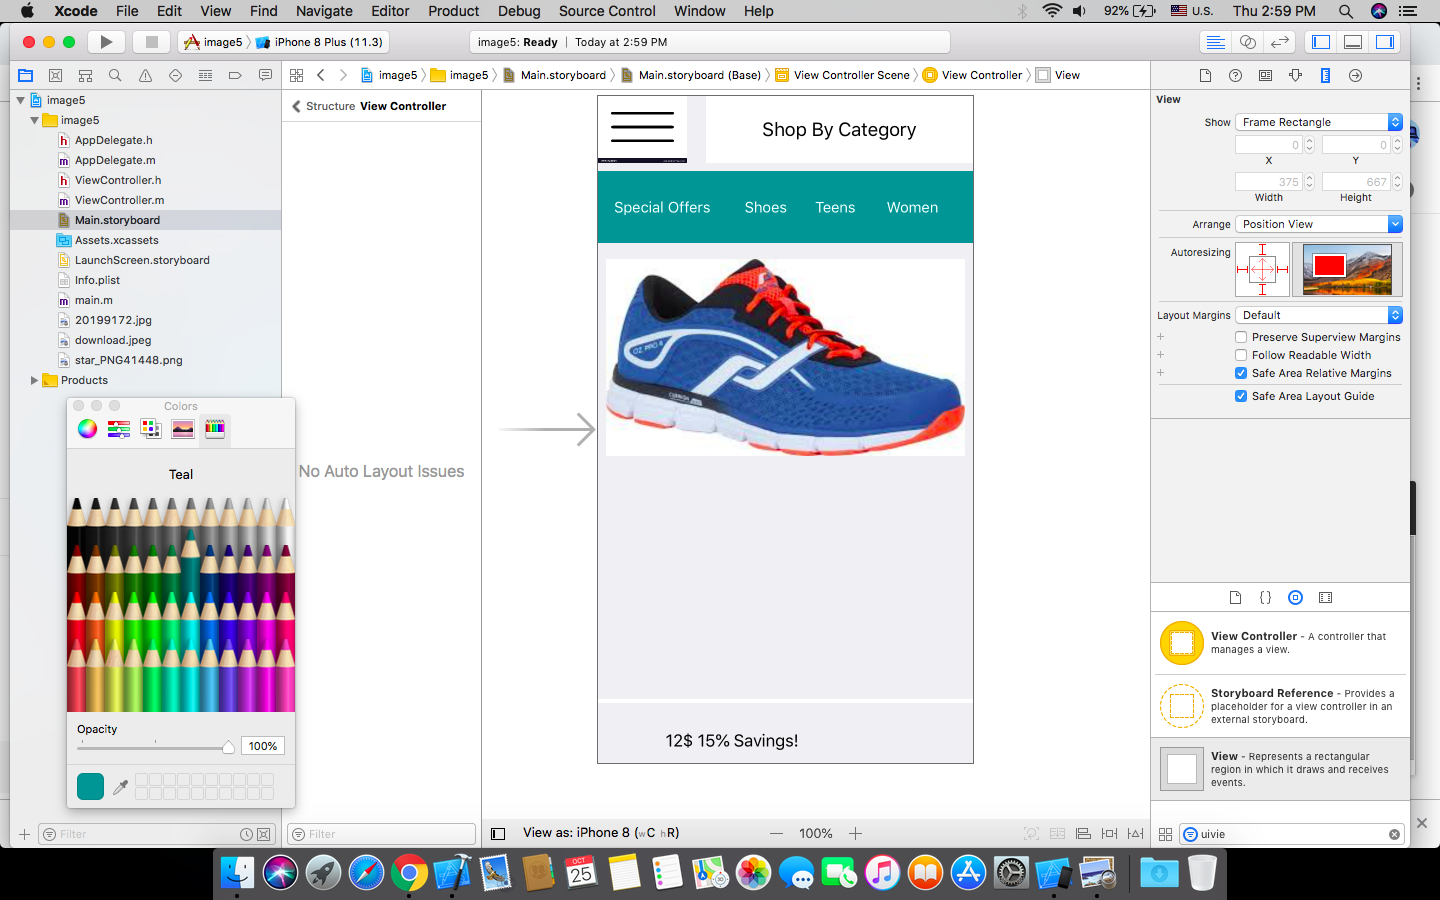 Xcode File Edit View Find Navigate Editor Product Debug Source Control Window Help 92% U.S. Thu 2:59 PM
image5 iPhone 8 Plus (11.3) image5: Ready Today at 2:59 PM
image5 image5 Main.storyboard Main.storyboard (Base) View Controller Scene View Controller View
image5
image5
h AppDelegate.h
m AppDelegate.m
h ViewController.h
m ViewController.m
Main.storyboard
Assets.xcassets
LaunchScreen.storyboard
Info.plist
m main.m
20199172.jpg
download.jpeg
star_PNG41448.png
Products
Colors
Teal
Opacity
100%
Filter
Structure View Controller
No Auto Layout Issues
Filter
Shop By Category
Special Offers Shoes Teens Women
OZ PRO
12$ 15% Savings!
View as: iPhone 8 (wC hR) 100%
View
Show Frame Rectangle
0 0
X Y
375 667
Width Height
Arrange Position View
Autoresizing
Layout Margins Default
Preserve Superview Margins
Follow Readable Width
Safe Area Relative Margins
Safe Area Layout Guide
{}
View Controller - A controller that
manages a view.
Storyboard Reference - Provides a
placeholder for a view controller in an
external storyboard.
View - Represents a rectangular
region in which it draws and receives
events.
uivie
OCT
25